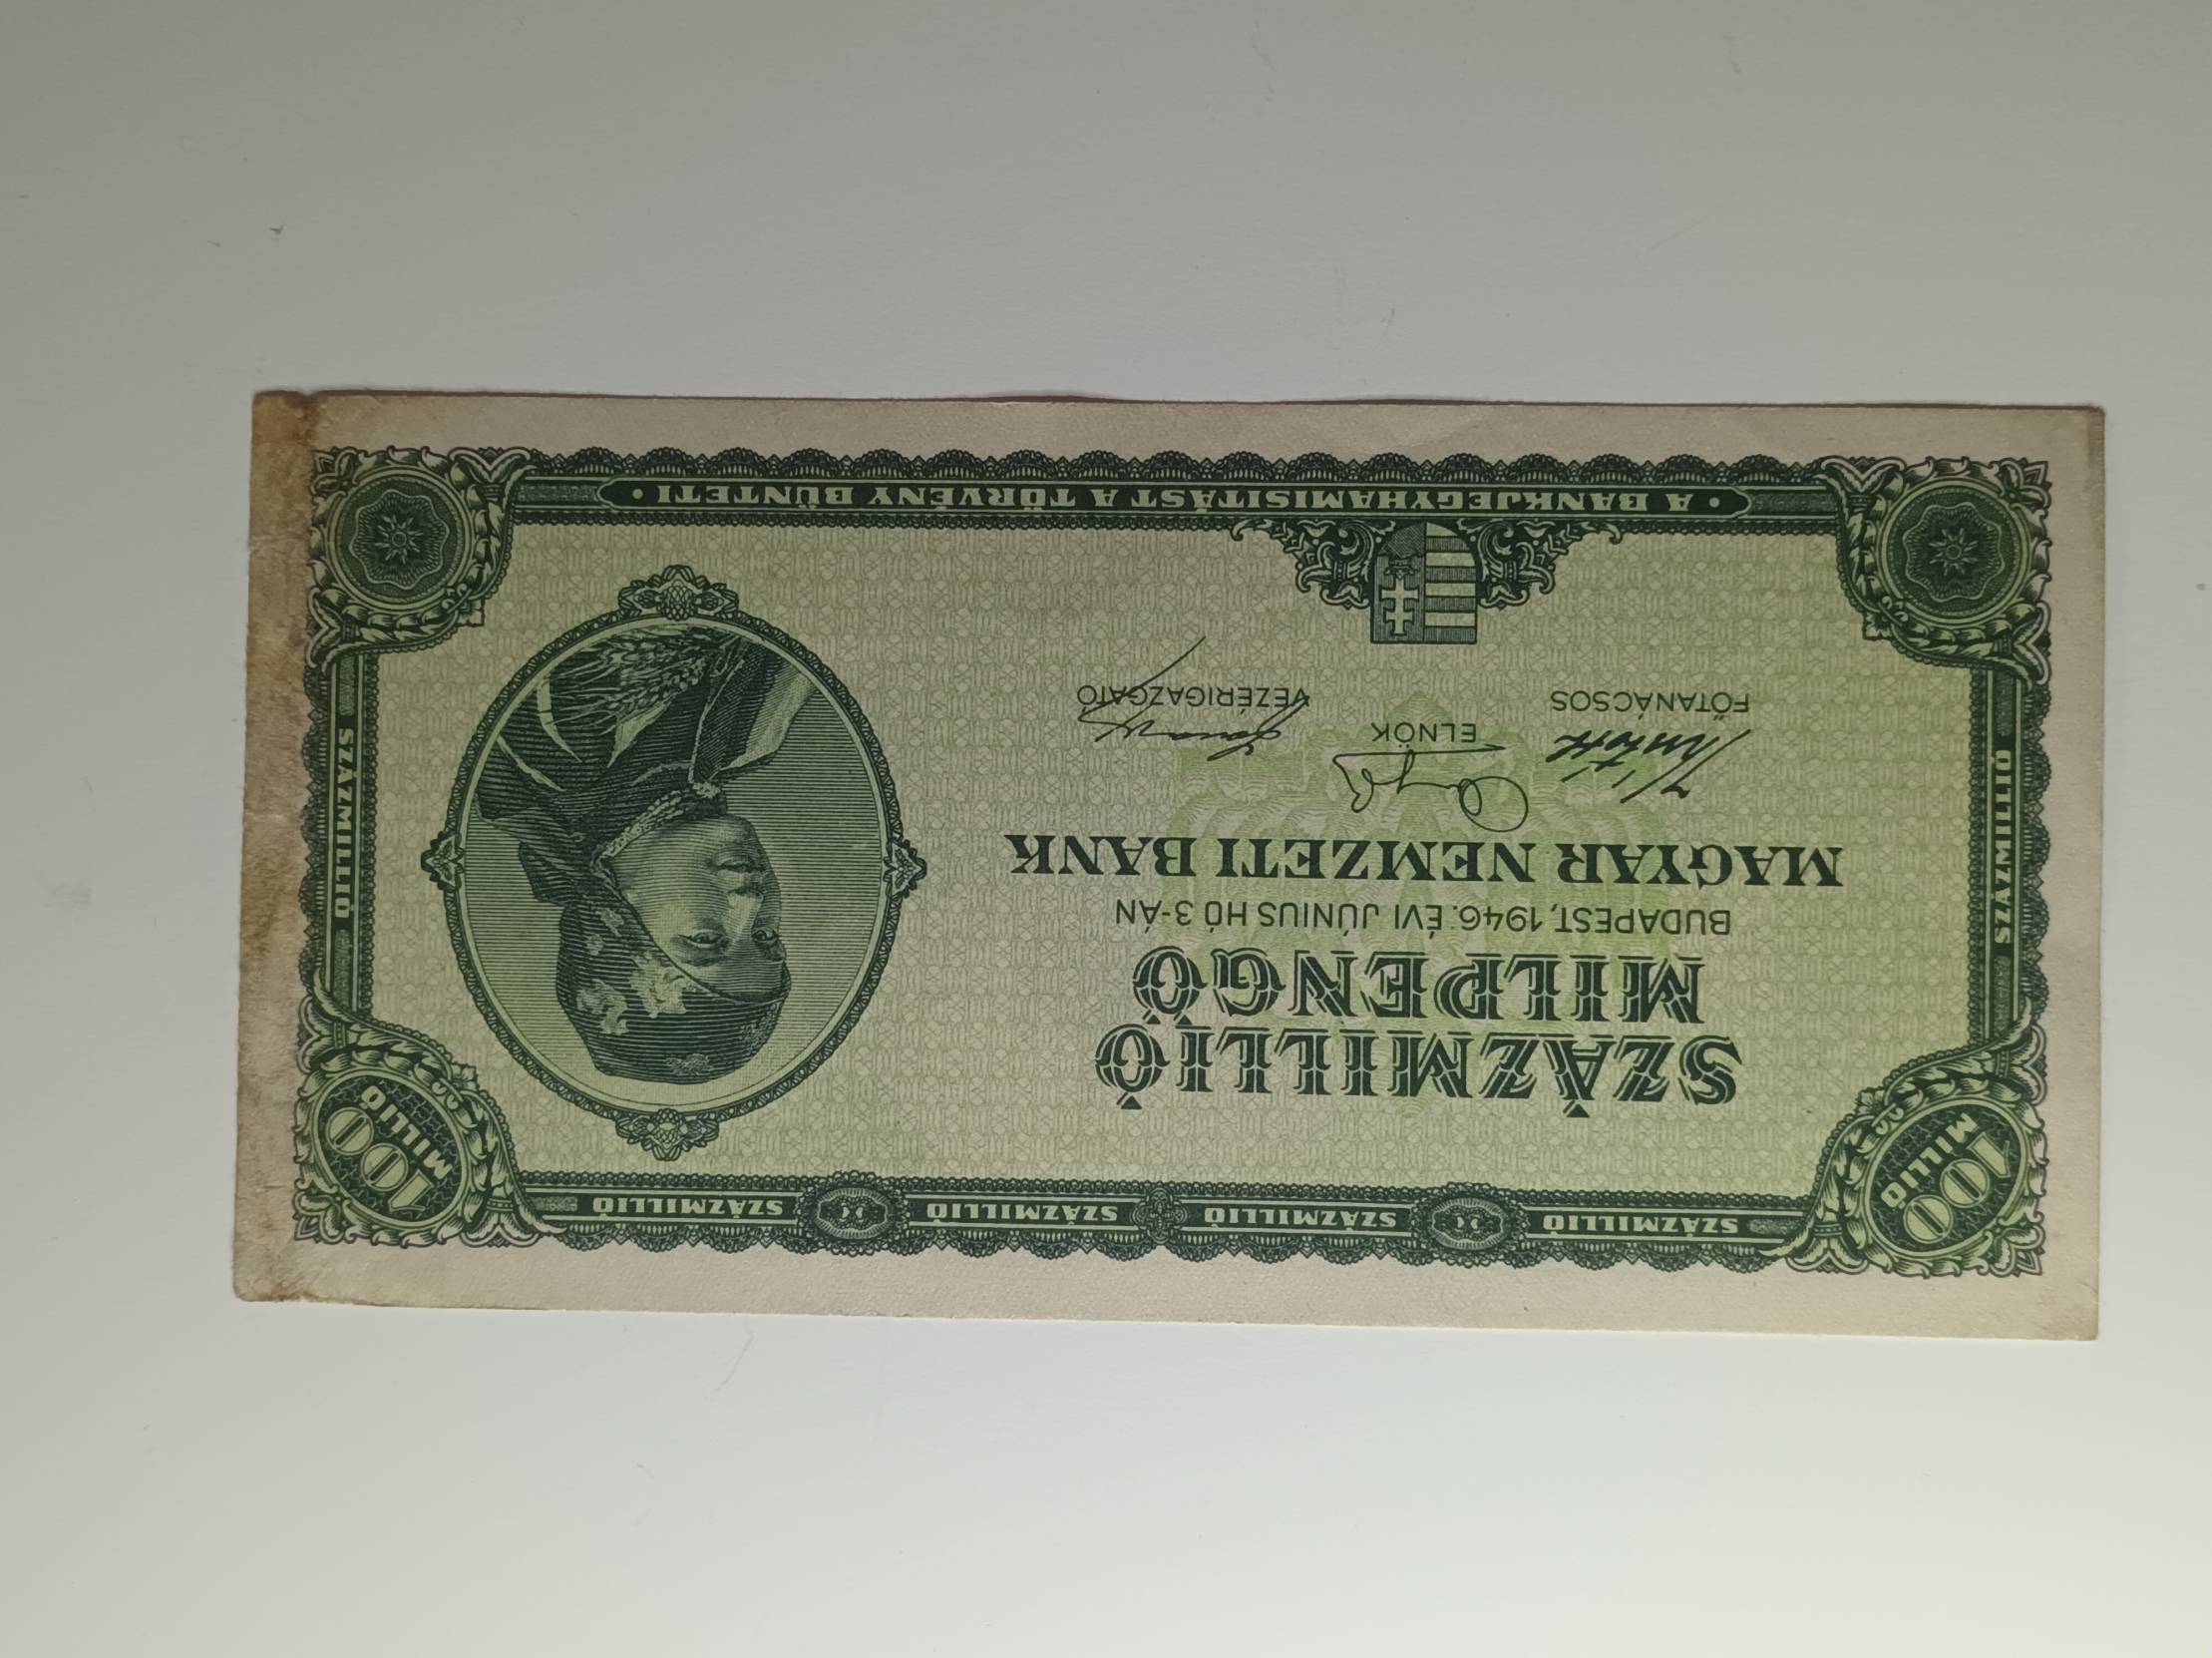 SZÁZMILLIÓ SZÁZMILLIÓ SZÁZMILLIÓ SZÁZMILLIÓ
100
MILLIÓ
100
MILLIÓ
SZÁZMILLIÓ
MILPENGŐ
BUDAPEST, 1946. ÉVI JÚNIUS HÓ 3-ÁN
MAGYAR NEMZETI BANK
FŐTANÁCSOS
ELNÖK
VEZÉRIGAZGATÓ
SZÁZMILLIÓ
SZÁZMILLIÓ
• A BANKJEGYHAMISITÁST A TÖRVÉNY BÜNTETI •